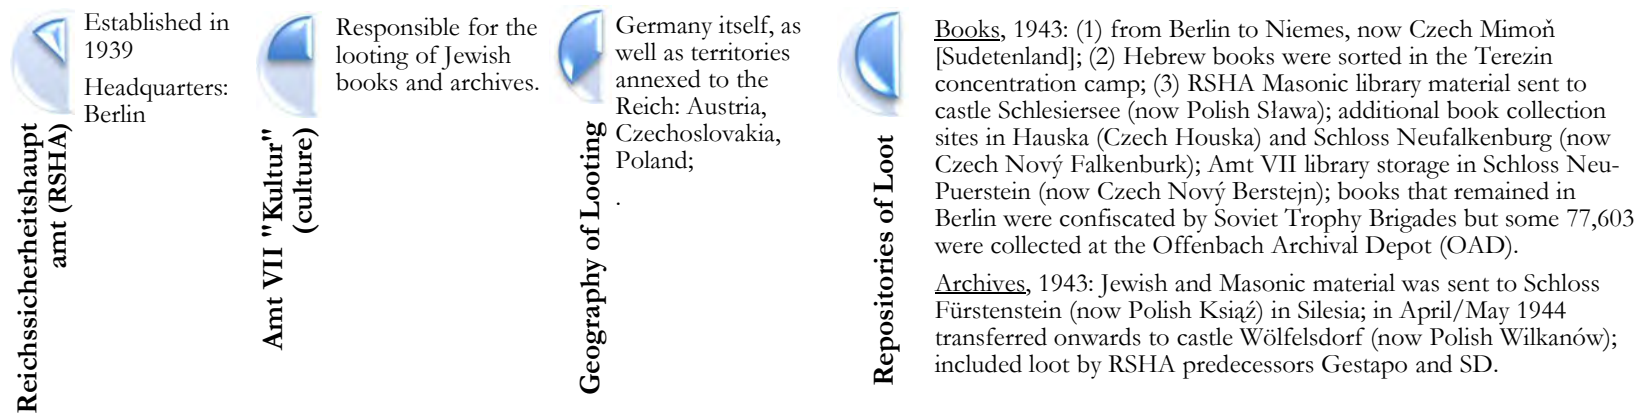 Reichssicherheitshaupt
amt (RSHA)
Established in
1939
Headquarters:
Berlin
Amt VII "Kultur"
(culture)
Responsible for the
looting of Jewish
books and archives.
Geography of Looting
Germany itself, as
well as territories
annexed to the
Reich: Austria,
Czechoslovakia,
Poland;
.
Repositories of Loot
Books, 1943: (1) from Berlin to Niemes, now Czech Mimoň
[Sudetenland]; (2) Hebrew books were sorted in the Terezin
concentration camp; (3) RSHA Masonic library material sent to
castle Schlesiersee (now Polish Sława); additional book collection
sites in Hauska (Czech Houska) and Schloss Neufalkenburg (now
Czech Nový Falkenburk); Amt VII library storage in Schloss Neu-
Puerstein (now Czech Nový Berstejn); books that remained in
Berlin were confiscated by Soviet Trophy Brigades but some 77,603
were collected at the Offenbach Archival Depot (OAD).
Archives, 1943: Jewish and Masonic material was sent to Schloss
Fürstenstein (now Polish Książ) in Silesia; in April/May 1944
transferred onwards to castle Wölfelsdorf (now Polish Wilkanów);
included loot by RSHA predecessors Gestapo and SD.